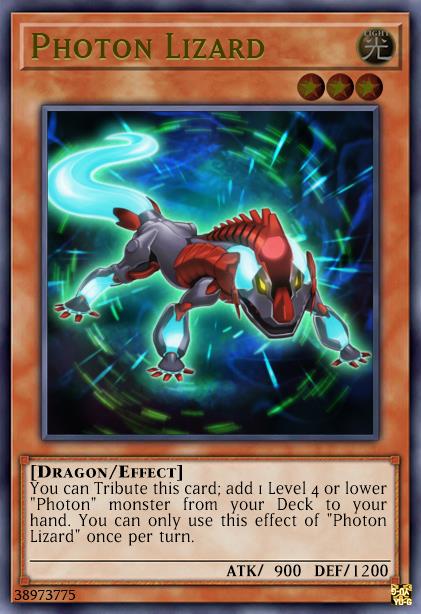 Photon Lizard
LIGHT
光
[Dragon/Effect]
You can Tribute this card; add 1 Level 4 or lower
"Photon" monster from your Deck to your
hand. You can only use this effect of "Photon
Lizard" once per turn.
ATK/ 900 DEF/1200
38973775